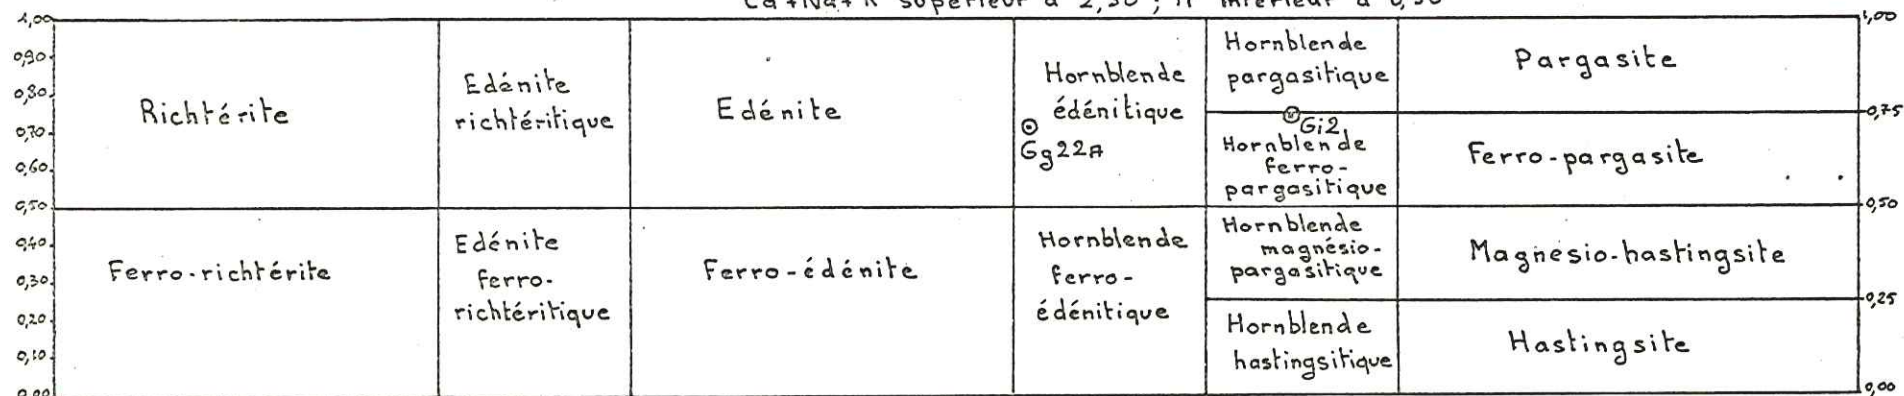 Ca+Na+K supérieur à 2,50 ; Ti inférieur à 0,50
1,00
0,90
0,80
0,70
0,60
0,50
0,40
0,30
0,20
0,10
0,00
Richtérite
Edénite
richtéritique
Edénite
Hornblende
édénitique
Gg22A
Hornblende
pargasitique
Gi2
Hornblende
ferro-
pargasitique
Pargasite
Ferro-pargasite
Ferro-richtérite
Edénite
ferro-
richtéritique
Ferro-édénite
Hornblende
ferro-
édénitique
Hornblende
magnésio-
pargasitique
Hornblende
hastingsitique
Magnésio-hastingsite
Hastingsite
1,00
0,75
0,50
0,25
0,00